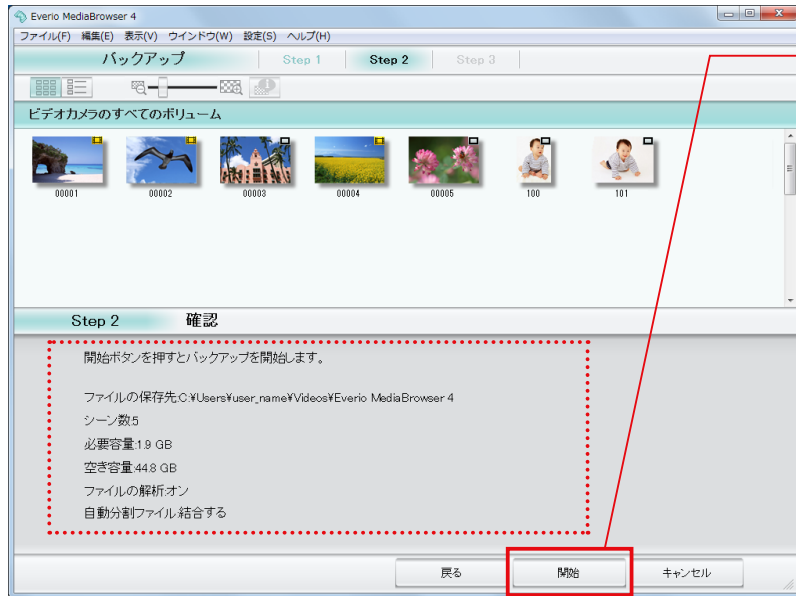 Everio MediaBrowser 4
ファイル(F) 編集(E) 表示(V) ウインドウ(W) 設定(S) ヘルプ(H)
バックアップ Step 1 Step 2 Step 3
ビデオカメラのすべてのボリューム
00001 00002 00003 00004 00005 100 101
Step 2 確認
開始ボタンを押すとバックアップを開始します。
ファイルの保存先:C:¥Users¥user_name¥Videos¥Everio MediaBrowser 4
シーン数:5
必要容量:1.9 GB
空き容量:44.8 GB
ファイルの解析:オン
自動分割ファイル:結合する
戻る 開始 キャンセル